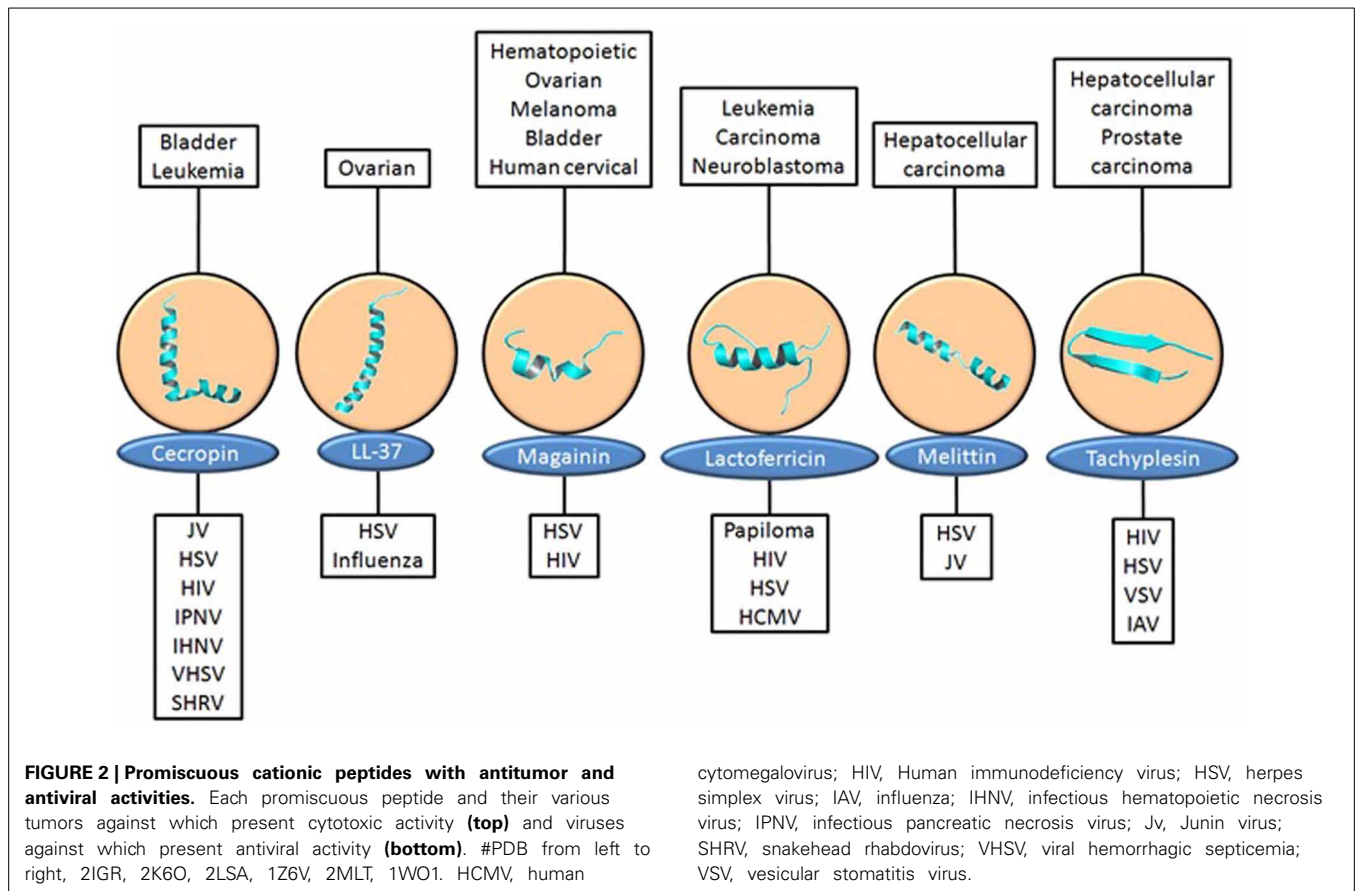 Bladder
Leukemia
Ovarian
Hematopoietic
Ovarian
Melanoma
Bladder
Human cervical
Leukemia
Carcinoma
Neuroblastoma
Hepatocellular
carcinoma
Hepatocellular
carcinoma
Prostate
carcinoma
Cecropin
LL-37
Magainin
Lactoferricin
Melittin
Tachyplesin
JV
HSV
HIV
IPNV
IHNV
VHSV
SHRV
HSV
Influenza
HSV
HIV
Papiloma
HIV
HSV
HCMV
HSV
JV
HIV
HSV
VSV
IAV
FIGURE 2 | Promiscuous cationic peptides with antitumor and
antiviral activities. Each promiscuous peptide and their various
tumors against which present cytotoxic activity (top) and viruses
against which present antiviral activity (bottom). #PDB from left to
right, 2IGR, 2K6O, 2LSA, 1Z6V, 2MLT, 1WO1. HCMV, human
cytomegalovirus; HIV, Human immunodeficiency virus; HSV, herpes
simplex virus; IAV, influenza; IHNV, infectious hematopoietic necrosis
virus; IPNV, infectious pancreatic necrosis virus; Jv, Junin virus;
SHRV, snakehead rhabdovirus; VHSV, viral hemorrhagic septicemia;
VSV, vesicular stomatitis virus.